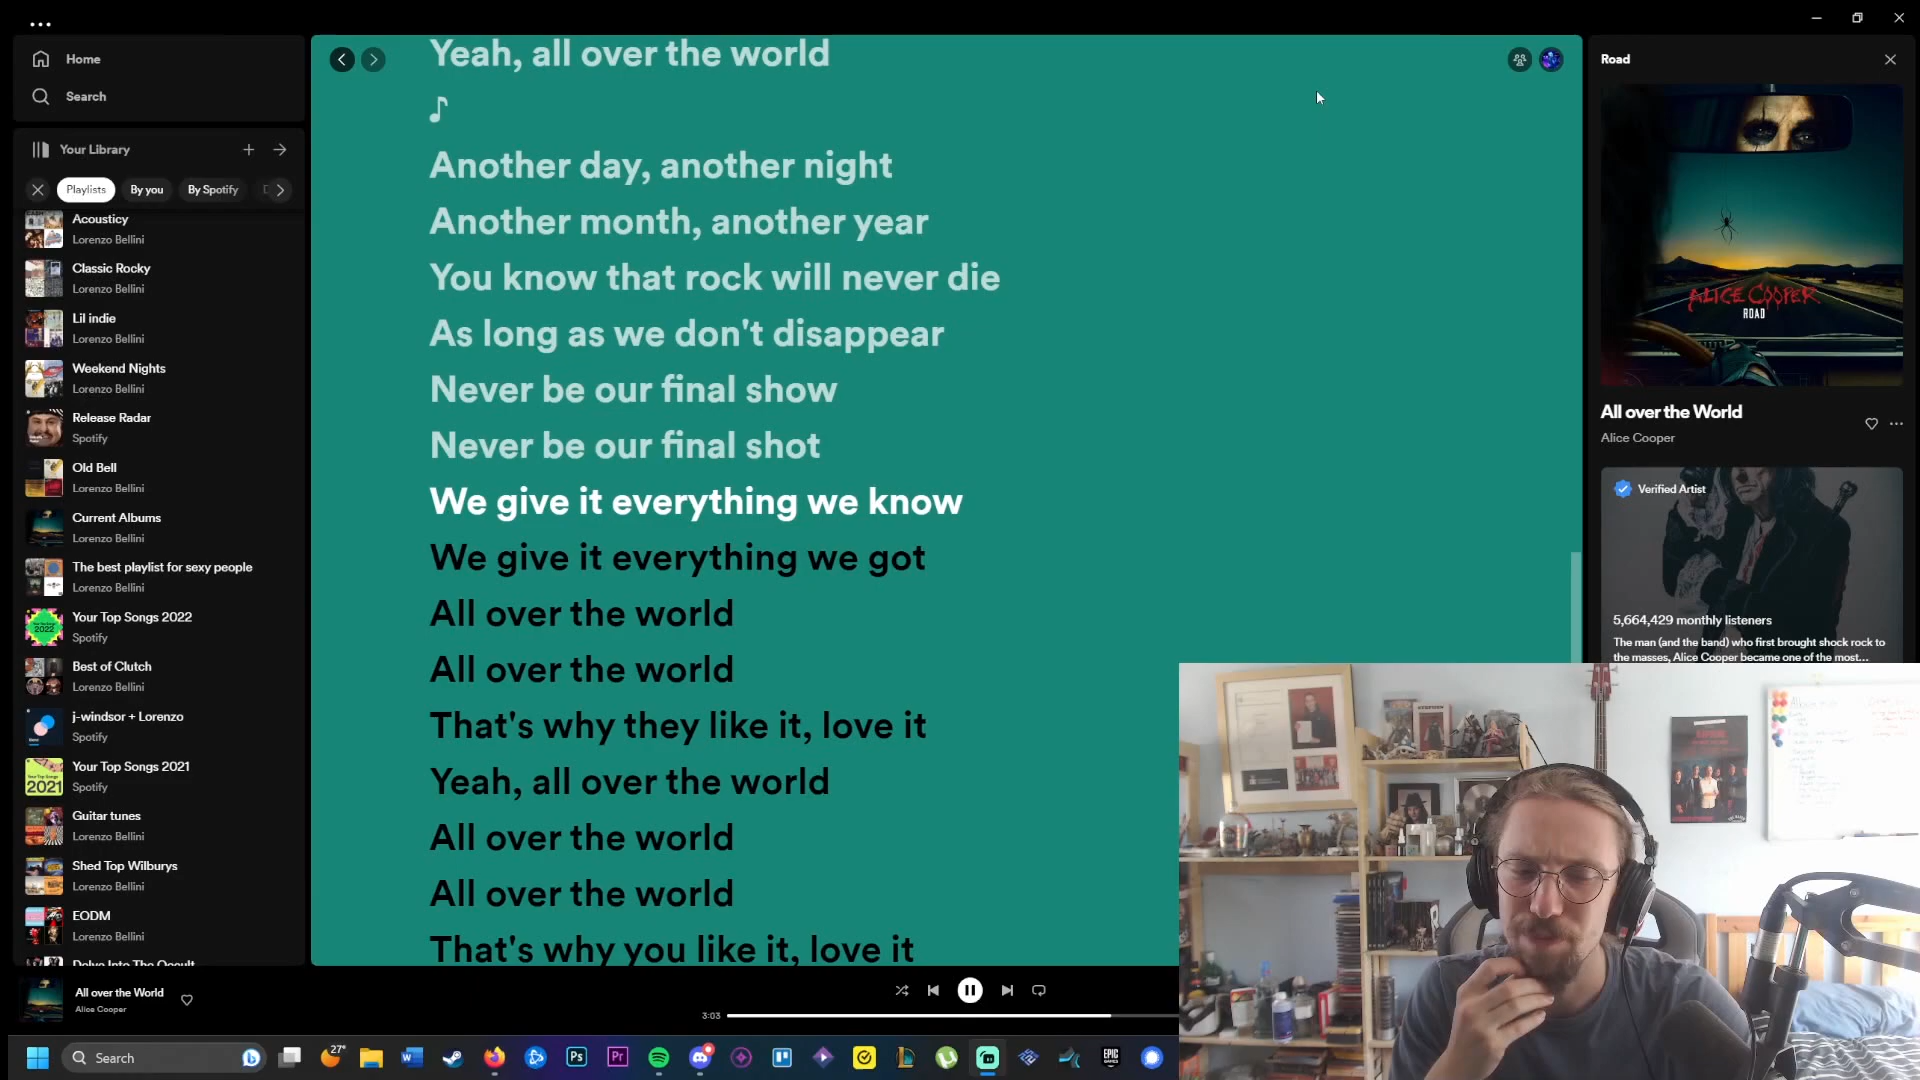 Home
Search
Your Library
Playlists
By you
By Spotify
Acousticy
Lorenzo Bellini
Classic Rocky
Lorenzo Bellini
Lil indie
Lorenzo Bellini
Weekend Nights
Lorenzo Bellini
Release Radar
Spotify
Old Bell
Lorenzo Bellini
Current Albums
Lorenzo Bellini
The best playlist for sexy people
Lorenzo Bellini
Your Top Songs 2022
Spotify
Best of Clutch
Lorenzo Bellini
j-windsor + Lorenzo
Spotify
Your Top Songs 2021
Spotify
Guitar tunes
Lorenzo Bellini
Shed Top Wilburys
Lorenzo Bellini
EODM
Lorenzo Bellini
Delve Into The Occult
Yeah, all over the world
Another day, another night
Another month, another year
You know that rock will never die
As long as we don't disappear
Never be our final show
Never be our final shot
We give it everything we know
We give it everything we got
All over the world
All over the world
That's why they like it, love it
Yeah, all over the world
All over the world
All over the world
That's why you like it, love it
Road
ALICE COOPER
ROAD
All over the World
Alice Cooper
Verified Artist
5,664,429 monthly listeners
The man (and the band) who first brought shock rock to
the masses, Alice Cooper became one of the most...
All over the World
Alice Cooper
3:03
27°
Search
Ps
Pr
EPIC
GAMES